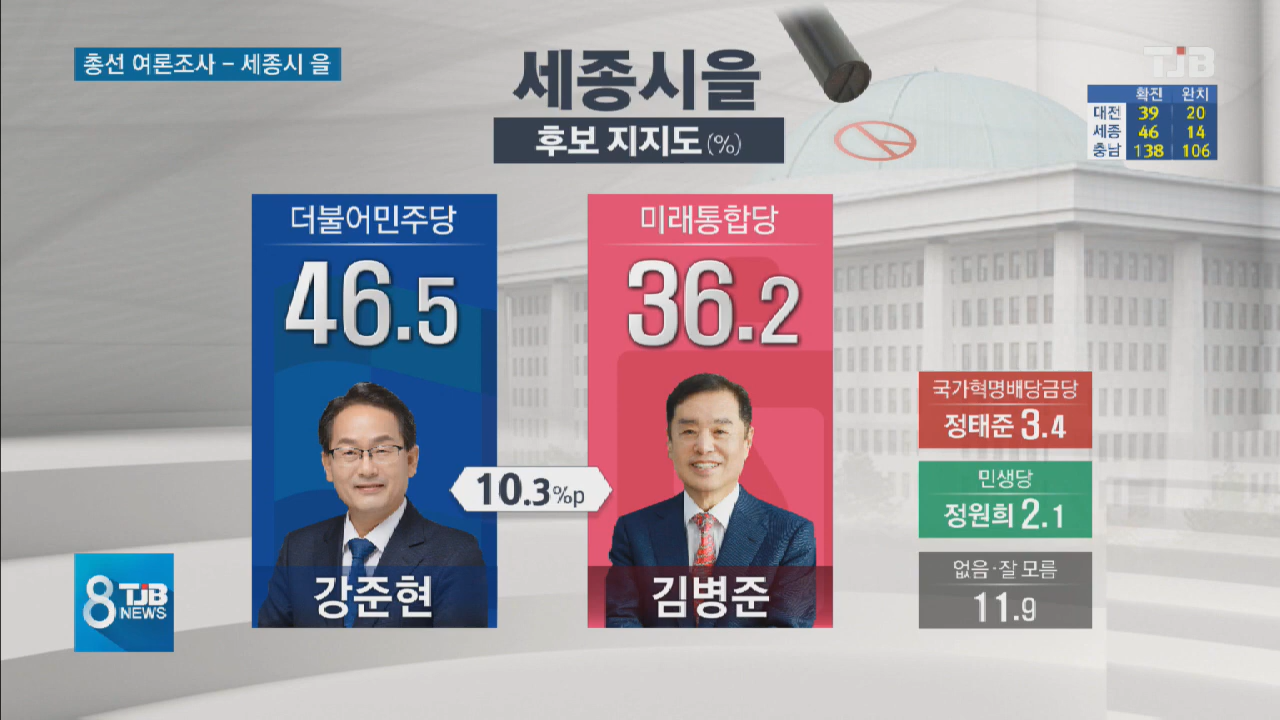 총선 여론조사 - 세종시 을
세종시을
후보 지지도(%)
TJB
확진 완치
대전 39 20
세종 46 14
충남 138 106
더불어민주당
46.5
강준현
10.3%p
미래통합당
36.2
김병준
국가혁명배당금당
정태준 3.4
민생당
정원희 2.1
없음·잘 모름
11.9
8 TJB
NEWS